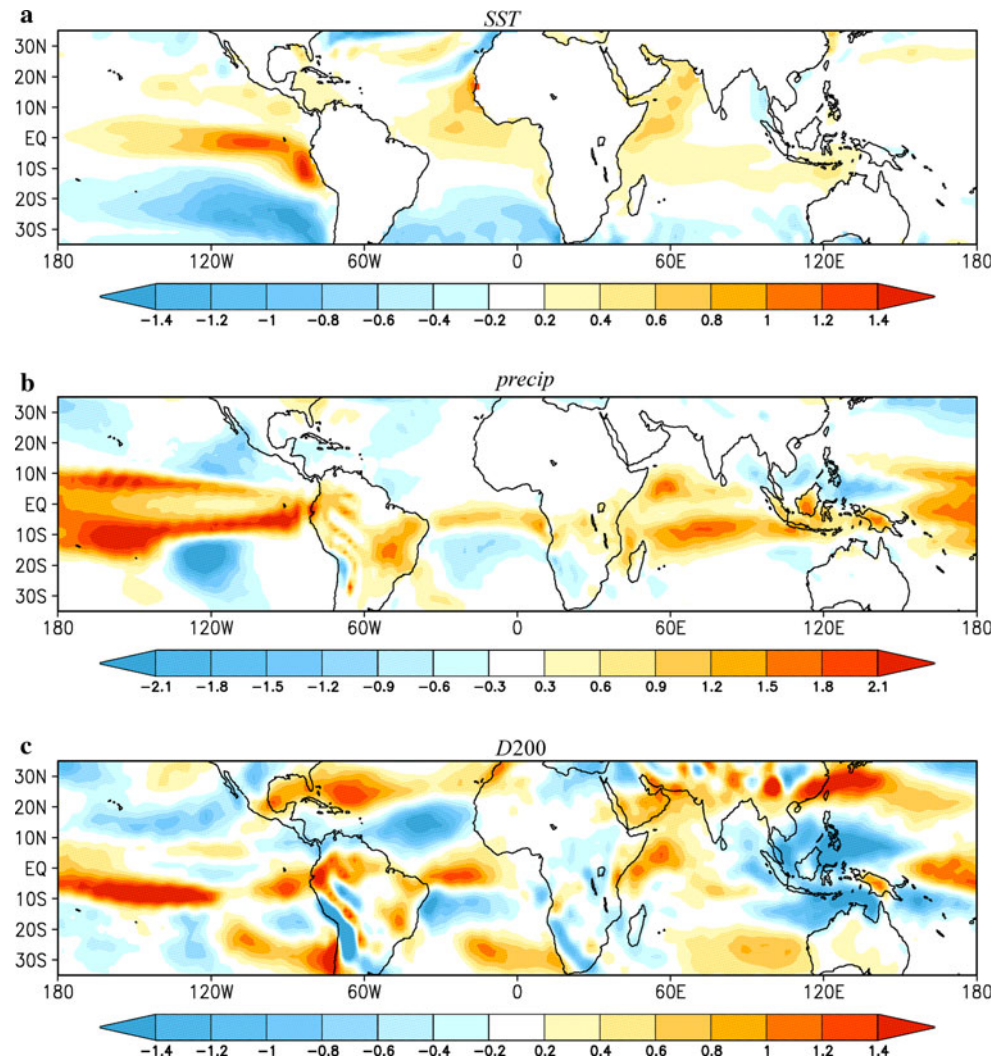 a
SST
30N
20N
10N
EQ
10S
20S
30S
180 120W 60W 0 60E 120E 180
−1.4 −1.2 −1 −0.8 −0.6 −0.4 −0.2 0.2 0.4 0.6 0.8 1 1.2 1.4
b
precip
30N
20N
10N
EQ
10S
20S
30S
180 120W 60W 0 60E 120E 180
−2.1 −1.8 −1.5 −1.2 −0.9 −0.6 −0.3 0.3 0.6 0.9 1.2 1.5 1.8 2.1
c
D200
30N
20N
10N
EQ
10S
20S
30S
180 120W 60W 0 60E 120E 180
−1.4 −1.2 −1 −0.8 −0.6 −0.4 −0.2 0.2 0.4 0.6 0.8 1 1.2 1.4